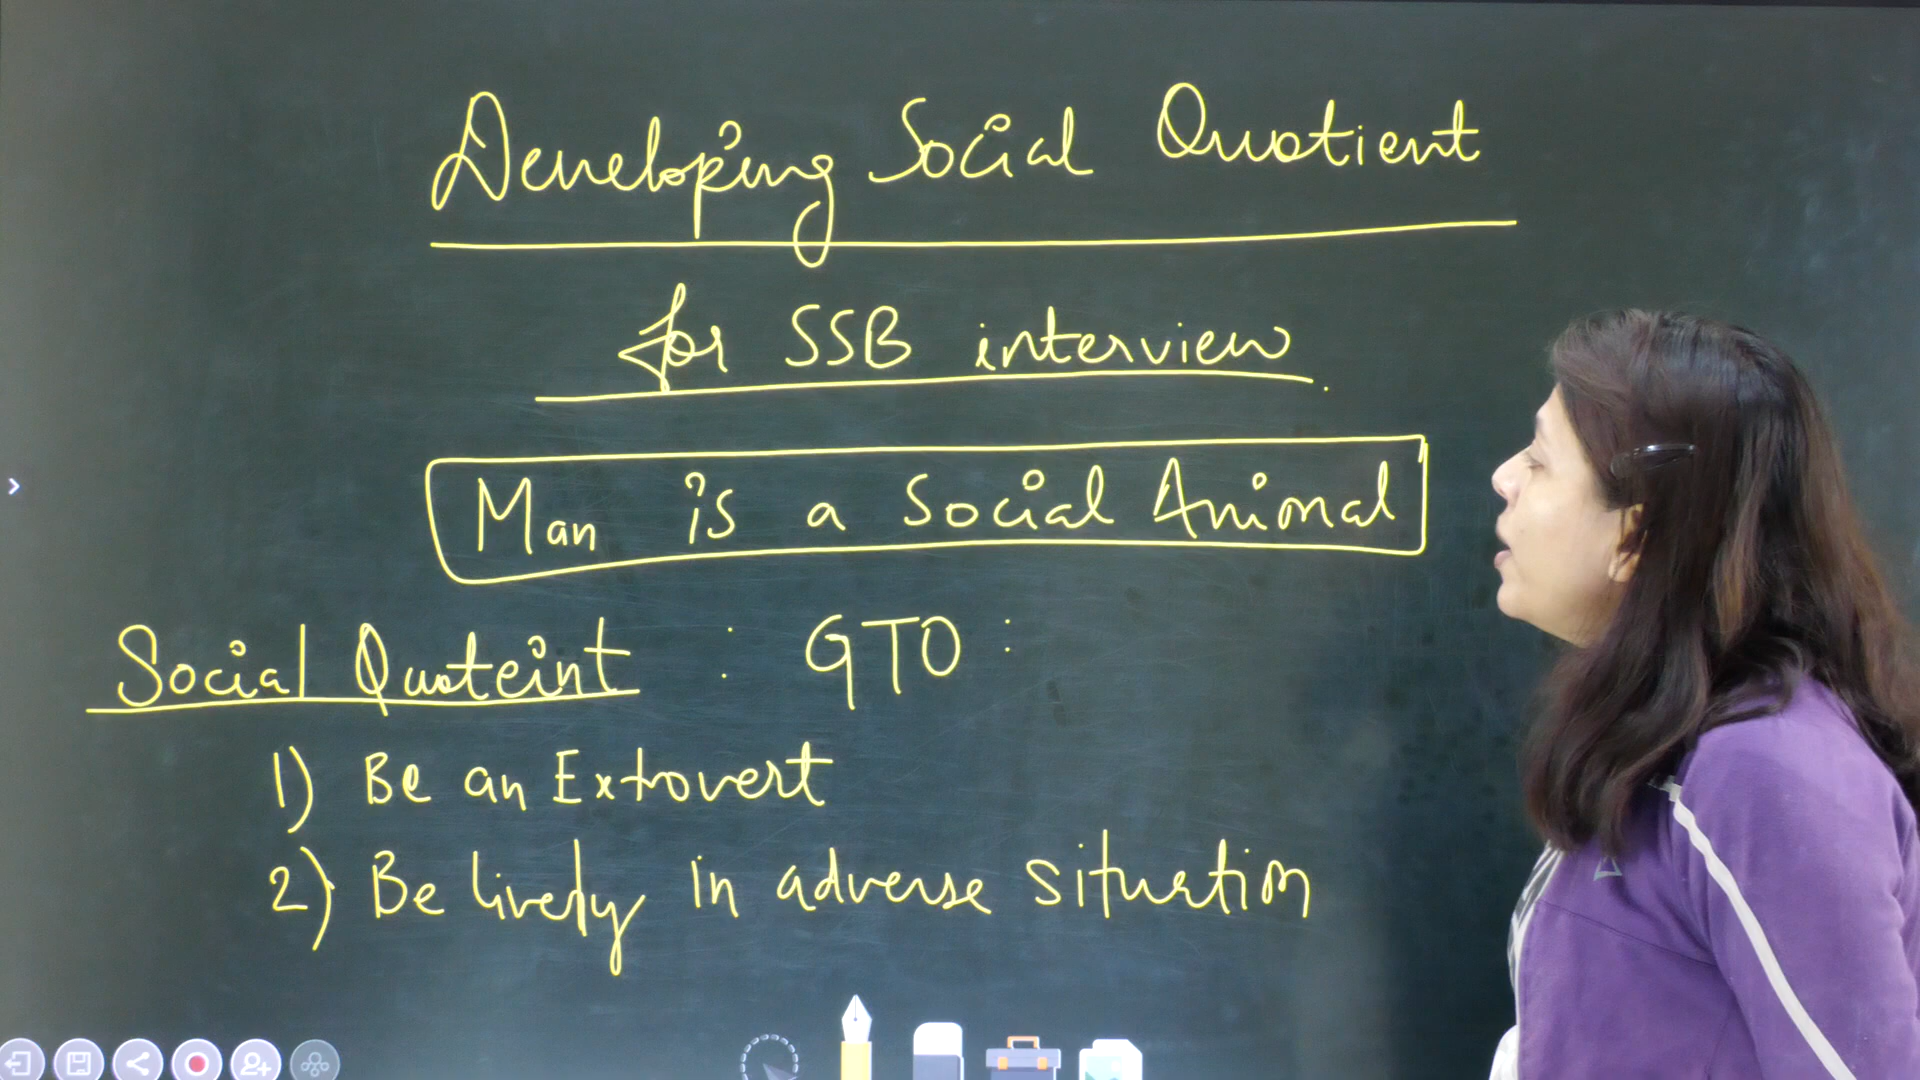 Developing Social Quotient
for SSB interview.
Man is a Social Animal
Social Quoteint : GTO :
1) Be an Extrovert
2) Be lively in adverse situation